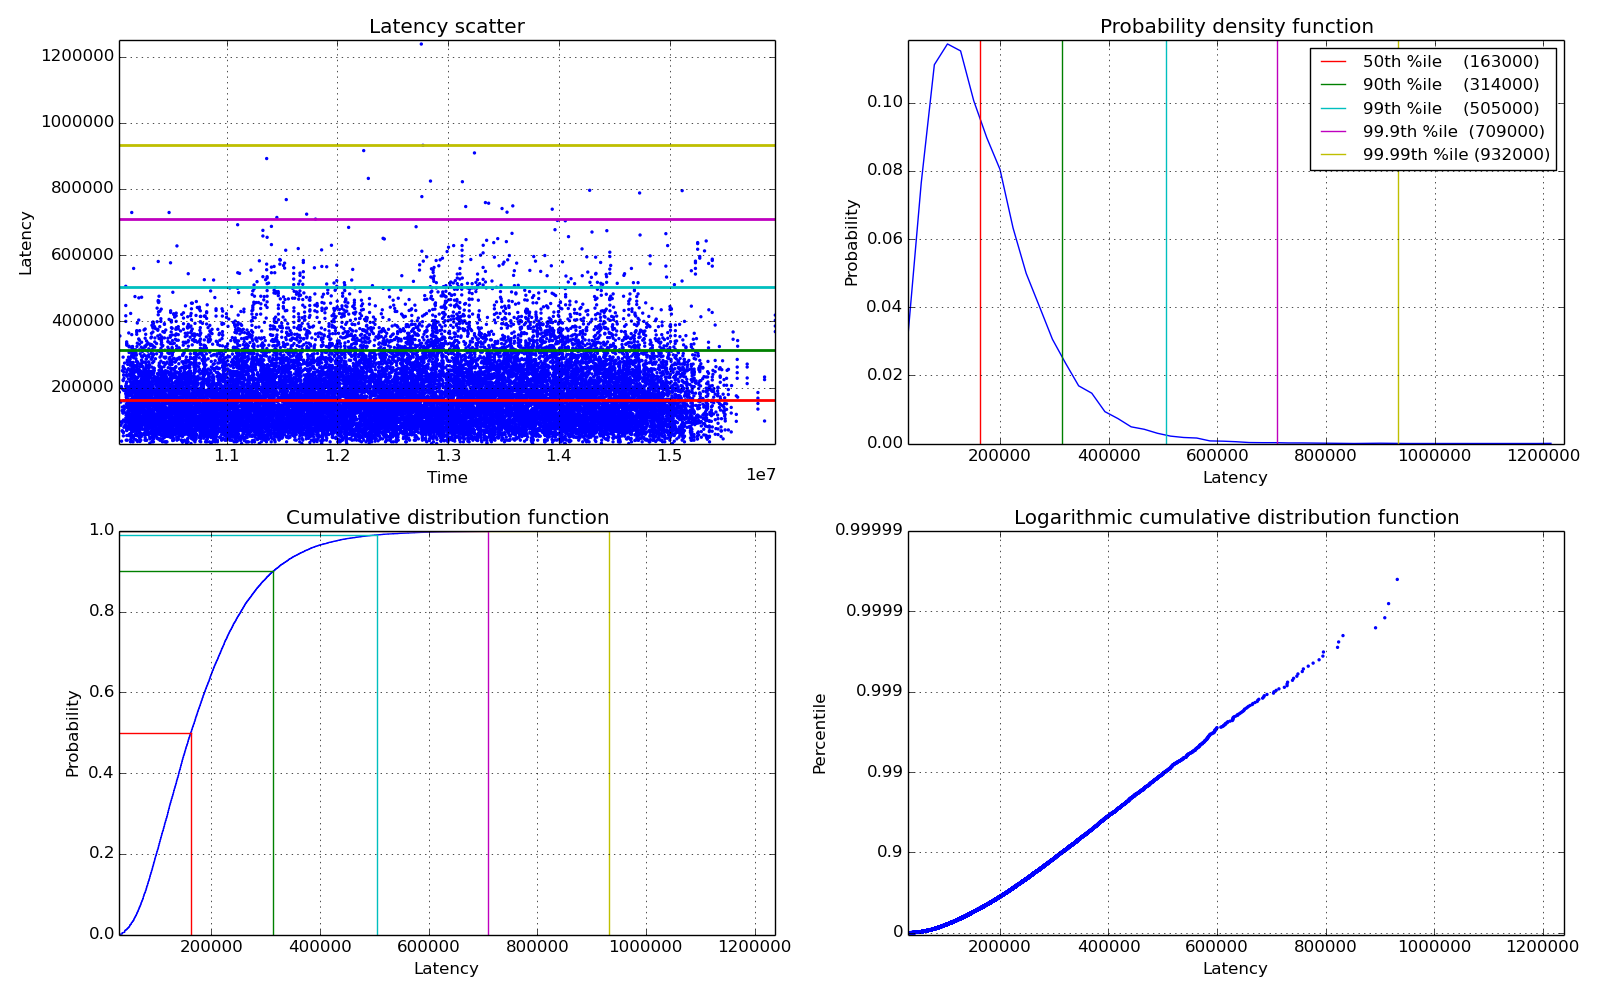 Latency scatter
1200000
1000000
800000
600000
400000
200000
Latency
1.1
1.2
1.3
1.4
1.5
1e7
Time
Probability density function
50th %ile (163000)
90th %ile (314000)
99th %ile (505000)
99.9th %ile (709000)
99.99th %ile (932000)
0.10
0.08
0.06
0.04
0.02
0.00
Probability
200000
400000
600000
800000
1000000
1200000
Latency
Cumulative distribution function
1.0
0.8
0.6
0.4
0.2
0.0
Probability
200000
400000
600000
800000
1000000
1200000
Latency
Logarithmic cumulative distribution function
0.99999
0.9999
0.999
0.99
0.9
0
Percentile
200000
400000
600000
800000
1000000
1200000
Latency